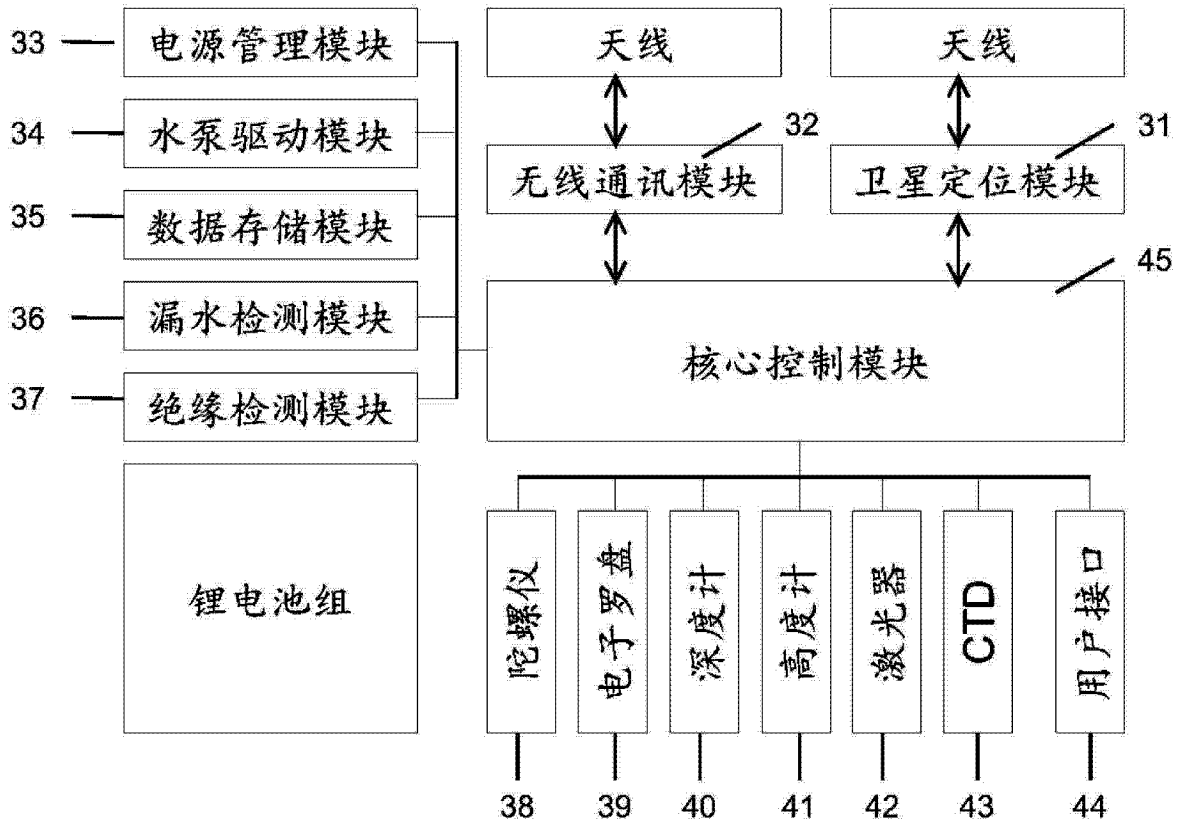 33
电源管理模块
天线
天线
34
水泵驱动模块
32
31
无线通讯模块
卫星定位模块
35
数据存储模块
45
36
漏水检测模块
核心控制模块
37
绝缘检测模块
锂电池组
陀螺仪
电子罗盘
深度计
高度计
激光器
CTD
用户接口
38
39
40
41
42
43
44